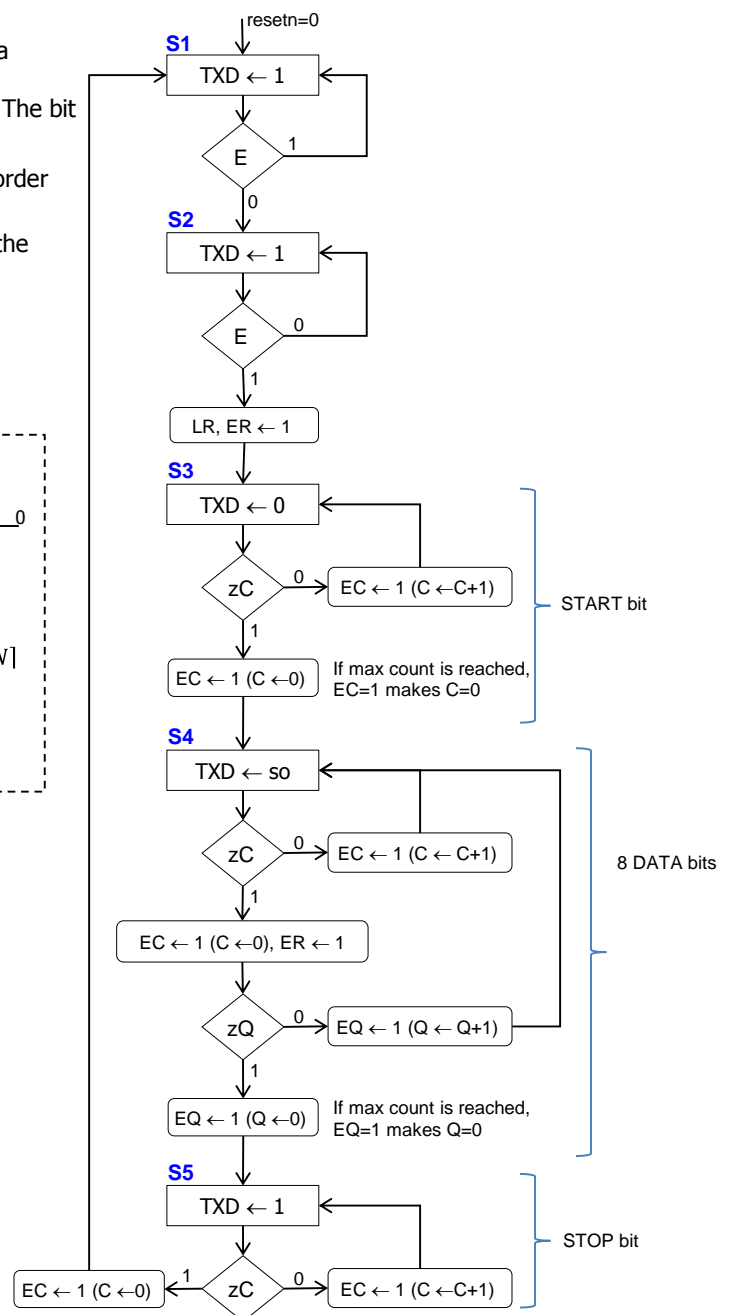 resetn=0
S1
a
TXD ← 1
The bit
E
1
order
0
S2
the
TXD ← 1
E
0
1
LR, ER ← 1
S3
TXD ← 0
0
zC
0
EC ← 1 (C ←C+1)
START bit
1
EC ← 1 (C ←0)
If max count is reached,
EC=1 makes C=0
S4
TXD ← so
zC
0
EC ← 1 (C ← C+1)
8 DATA bits
1
EC ← 1 (C ←0), ER ← 1
zQ
0
EQ ← 1 (Q ← Q+1)
1
EQ ← 1 (Q ←0)
If max count is reached,
EQ=1 makes Q=0
S5
TXD ← 1
STOP bit
EC ← 1 (C ←0)
1
zC
0
EC ← 1 (C ←C+1)